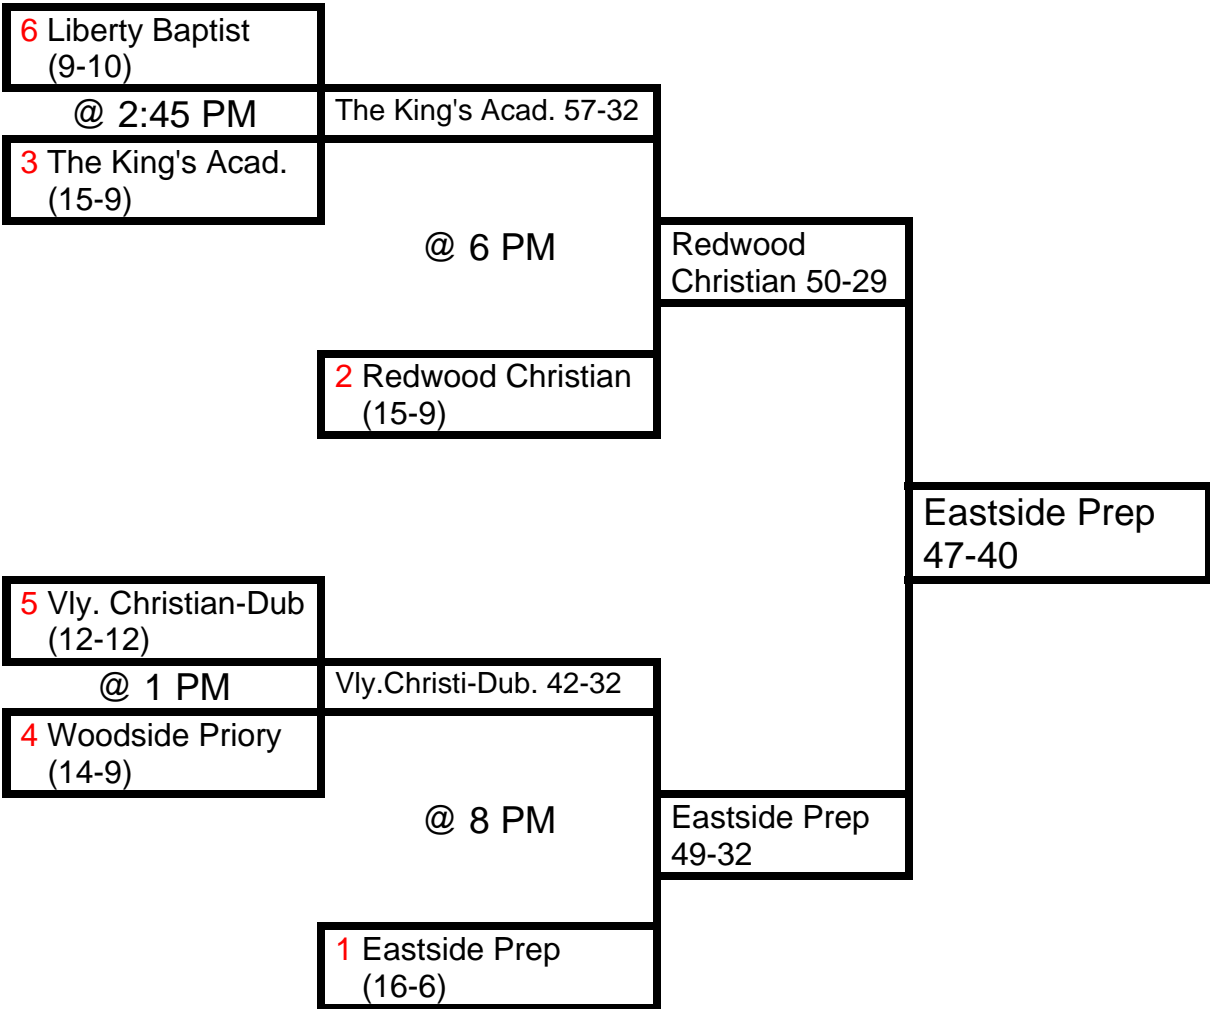 6 Liberty Baptist
(9-10)
@ 2:45 PM
The King's Acad. 57-32
3 The King's Acad.
(15-9)
@ 6 PM
Redwood
Christian 50-29
2 Redwood Christian
(15-9)
Eastside Prep
47-40
5 Vly. Christian-Dub
(12-12)
@ 1 PM
Vly.Christi-Dub. 42-32
4 Woodside Priory
(14-9)
@ 8 PM
Eastside Prep
49-32
1 Eastside Prep
(16-6)